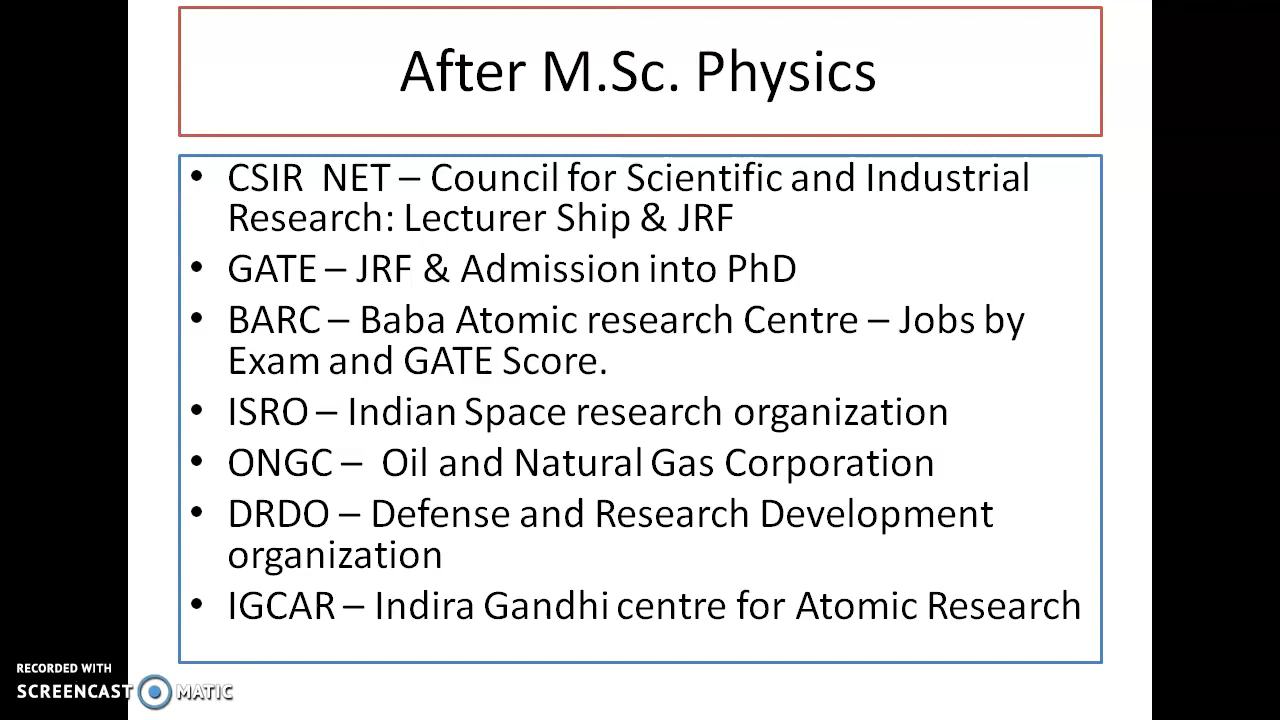 After M.Sc. Physics
• CSIR  NET – Council for Scientific and Industrial
Research: Lecturer Ship & JRF
• GATE – JRF & Admission into PhD
• BARC – Baba Atomic research Centre – Jobs by
Exam and GATE Score.
• ISRO – Indian Space research organization
• ONGC –  Oil and Natural Gas Corporation
• DRDO – Defense and Research Development
organization
• IGCAR – Indira Gandhi centre for Atomic Research
RECORDED WITH
SCREENCAST MATIC